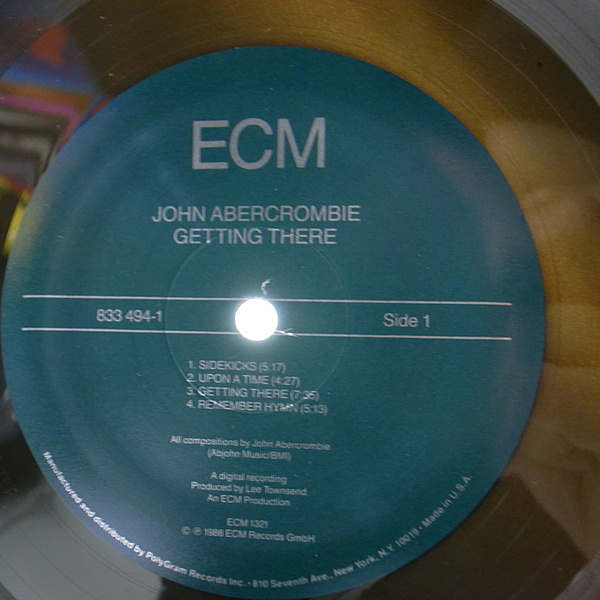 ECM
JOHN ABERCROMBIE
GETTING THERE
833 494-1
Side 1
1. SIDEKICKS (5:17)
2. UPON A TIME (4:27)
3. GETTING THERE (7:35)
4. REMEMBER HYMN (5:13)
All compositions by John Abercrombie
(Abjohn Music/BMI)
A digital recording
Produced by Lee Townsend
An ECM Production
ECM 1321
© ℗ 1988 ECM Records GmbH
Manufactured and distributed by PolyGram Records Inc. • 810 Seventh Ave., New York, N.Y. 10019 • Made in U.S.A.